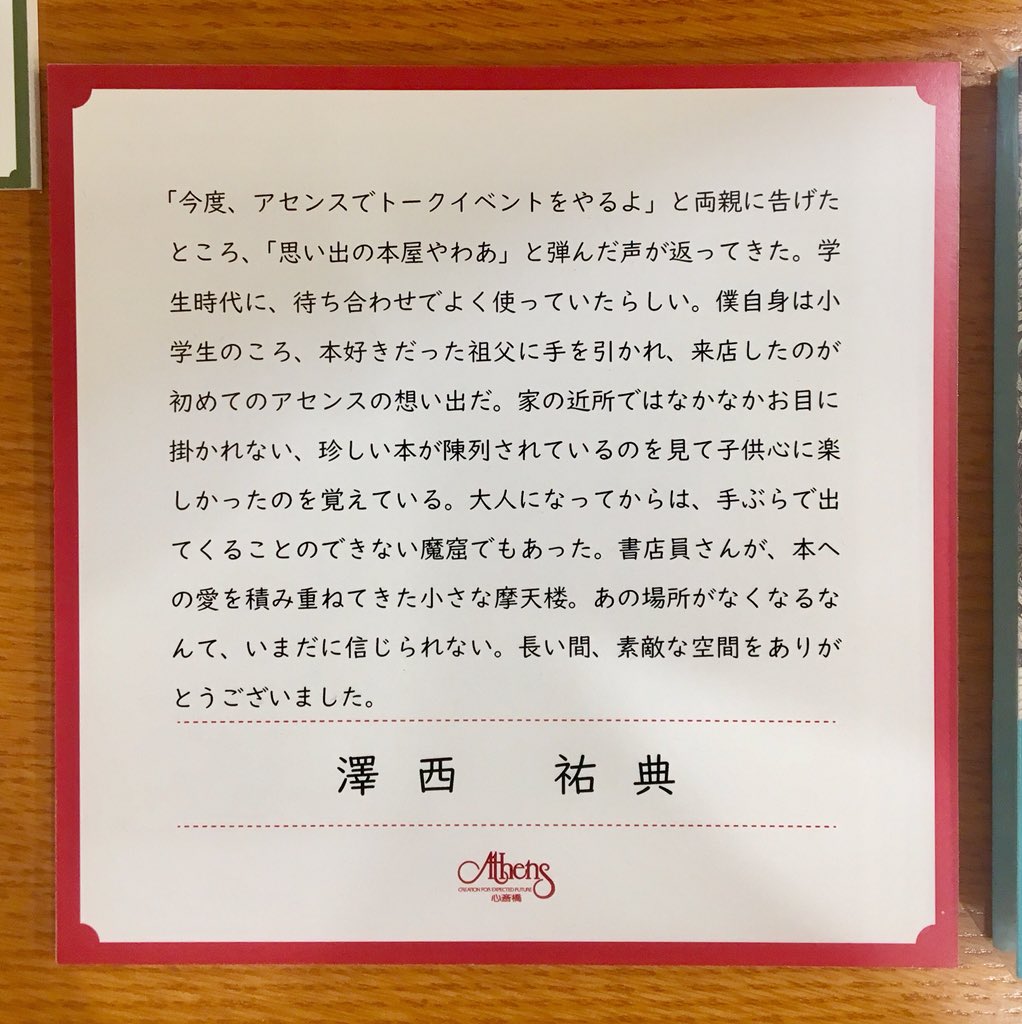 「今度、アセンスでトークイベントをやるよ」と両親に告げた
ところ、「思い出の本屋やわあ」と弾んだ声が返ってきた。学
生時代に、待ち合わせでよく使っていたらしい。僕自身は小
学生のころ、本好きだった祖父に手を引かれ、来店したのが
初めてのアセンスの想い出だ。家の近所ではなかなかお目に
掛かれない、珍しい本が陳列されているのを見て子供心に楽
しかったのを覚えている。大人になってからは、手ぶらで出
てくることのできない魔窟でもあった。書店員さんが、本へ
の愛を積み重ねてきた小さな摩天楼。あの場所がなくなるな
んて、いまだに信じられない。長い間、素敵な空間をありが
とうございました。
澤西 祐典
Athens
CREATION FOR EXPECTED FUTURE
心斎橋